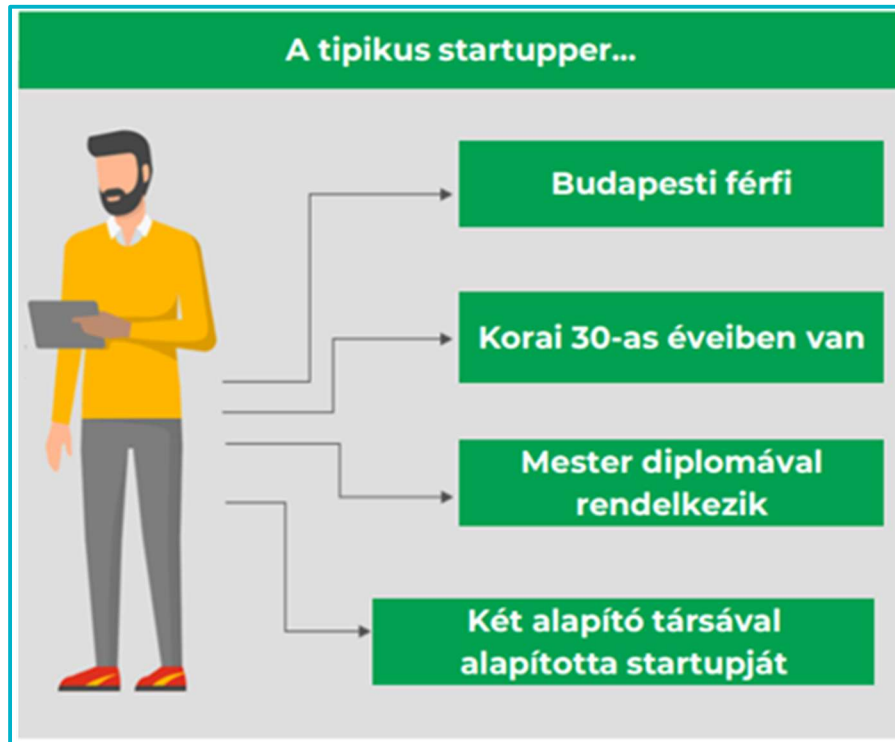 A tipikus startupper...
Budapesti férfi
Korai 30-as éveiben van
Mester diplomával
rendelkezik
Két alapító társával
alapította startupját